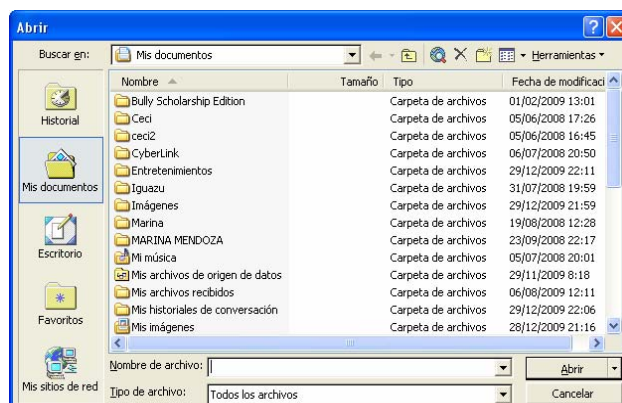 Abrir
Buscar en: Mis documentos Herramientas
Nombre Tamaño Tipo Fecha de modificaci
Bully Scholarship Edition Carpeta de archivos 01/02/2009 13:01
Ceci Carpeta de archivos 05/06/2008 17:26
ceci2 Carpeta de archivos 05/06/2008 16:45
CyberLink Carpeta de archivos 06/07/2008 20:50
Entretenimientos Carpeta de archivos 29/12/2009 22:11
Iguazu Carpeta de archivos 31/07/2008 19:59
Imágenes Carpeta de archivos 29/12/2009 21:59
Marina Carpeta de archivos 19/08/2008 12:28
MARINA MENDOZA Carpeta de archivos 23/09/2008 22:17
Mi música Carpeta de archivos 05/07/2008 20:01
Mis archivos de origen de datos Carpeta de archivos 29/11/2009 8:18
Mis archivos recibidos Carpeta de archivos 06/08/2009 12:11
Mis historiales de conversación Carpeta de archivos 29/12/2009 22:06
Mis imágenes Carpeta de archivos 28/12/2009 21:16
Historial
Mis documentos
Escritorio
Favoritos
Mis sitios de red
Nombre de archivo: Abrir
Tipo de archivo: Todos los archivos Cancelar